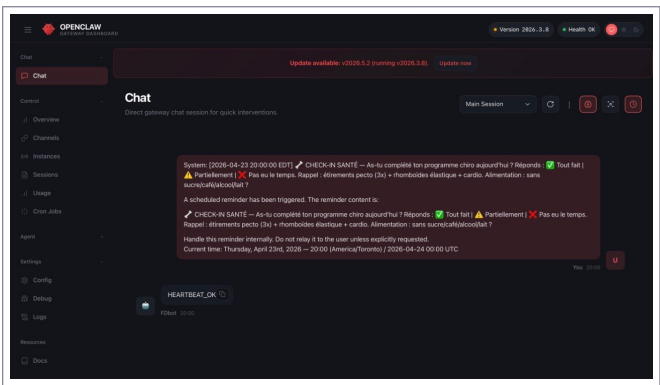 OPENCLAW
GATEWAY DASHBOARD
Version 2026.3.8
Health OK
Update available: v2026.5.2 (running v2026.3.8).
Update now
Chat
Chat
Control
Overview
Channels
Instances
Sessions
Usage
Cron Jobs
Agent
Settings
Config
Debug
Logs
Resources
Docs
Chat
Direct gateway chat session for quick interventions.
Main Session
System: [2026-04-23 20:00:00 EDT] 🦴 CHECK-IN SANTÉ — As-tu complété ton programme chiro aujourd'hui ? Réponds : ✅ Tout fait |
⚠️ Partiellement | ❌ Pas eu le temps. Rappel : étirements pecto (3x) + rhomboïdes élastique + cardio. Alimentation : sans
sucre/café/alcool/lait ?
A scheduled reminder has been triggered. The reminder content is:
🦴 CHECK-IN SANTÉ — As-tu complété ton programme chiro aujourd'hui ? Réponds : ✅ Tout fait | ⚠️ Partiellement | ❌ Pas eu le temps.
Rappel : étirements pecto (3x) + rhomboïdes élastique + cardio. Alimentation : sans sucre/café/alcool/lait ?
Handle this reminder internally. Do not relay it to the user unless explicitly requested.
Current time: Thursday, April 23rd, 2026 — 20:00 (America/Toronto) / 2026-04-24 00:00 UTC
You 20:00
U
HEARTBEAT_OK
FDbot 20:00